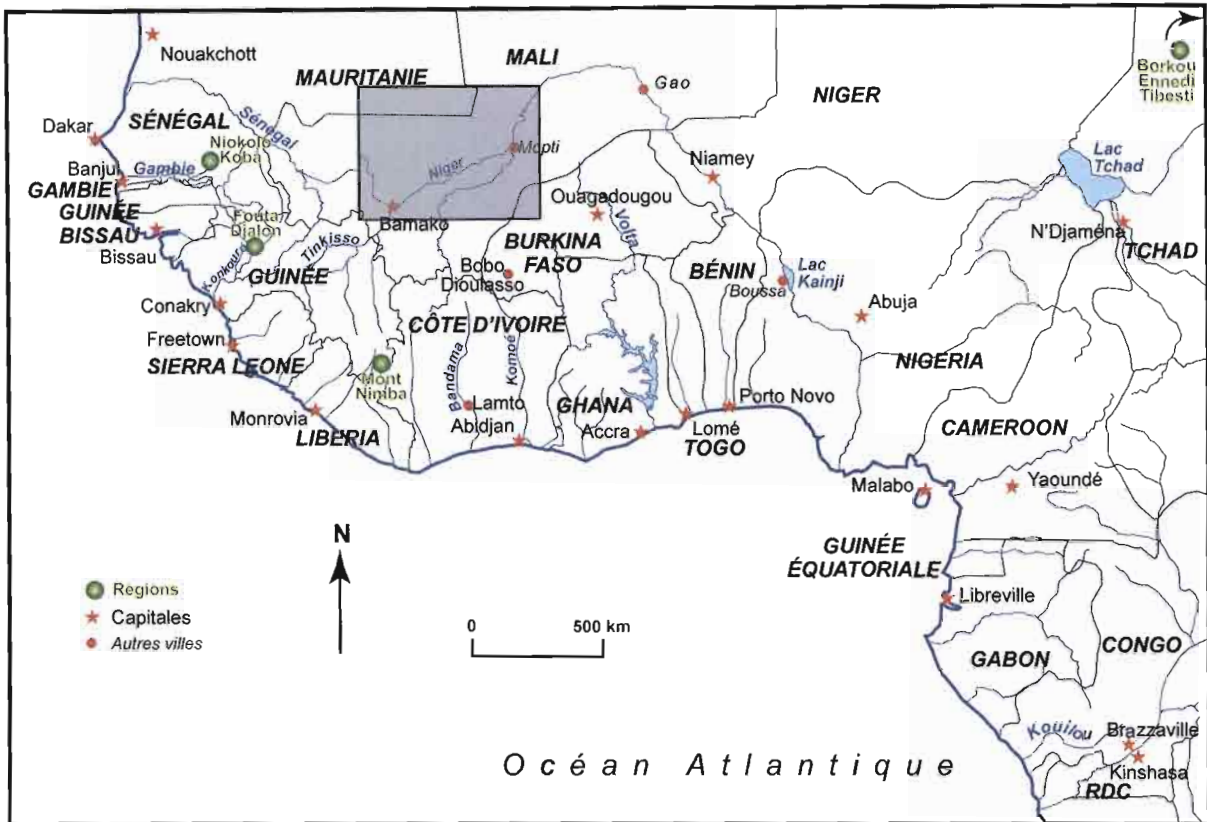 Nouakchott
MALI
MAURITANIE
Gao
NIGER
Borkou
Ennedi
Tibesti
SÉNÉGAL
Sénégal
Dakar
Niokolo
Koba
Mopti
Niger
Lac
Tchad
Banjul
Gambie
Niamey
GAMBIE
Ouagadougou
GUINÉE
BISSAU
Fouta
Djalon
Bamako
Volta
N'Djaména
TCHAD
Bissau
Tinkisso
BURKINA
FASO
Konkouré
GUINÉE
Bobo
Dioulasso
BÉNIN
Boussa
Lac
Kainji
Abuja
Conakry
CÔTE D'IVOIRE
Freetown
SIERRA LEONE
NIGÉRIA
Mont
Nimba
Bandama
Komoé
Lamto
GHANA
Porto Novo
Monrovia
LIBERIA
Abidjan
Accra
Lomé
TOGO
CAMEROON
Malabo
Yaoundé
N
GUINÉE
ÉQUATORIALE
Régions
Capitales
Autres villes
0 500 km
Libreville
GABON
CONGO
Kouilou
Brazzaville
Kinshasa
RDC
Océan Atlantique